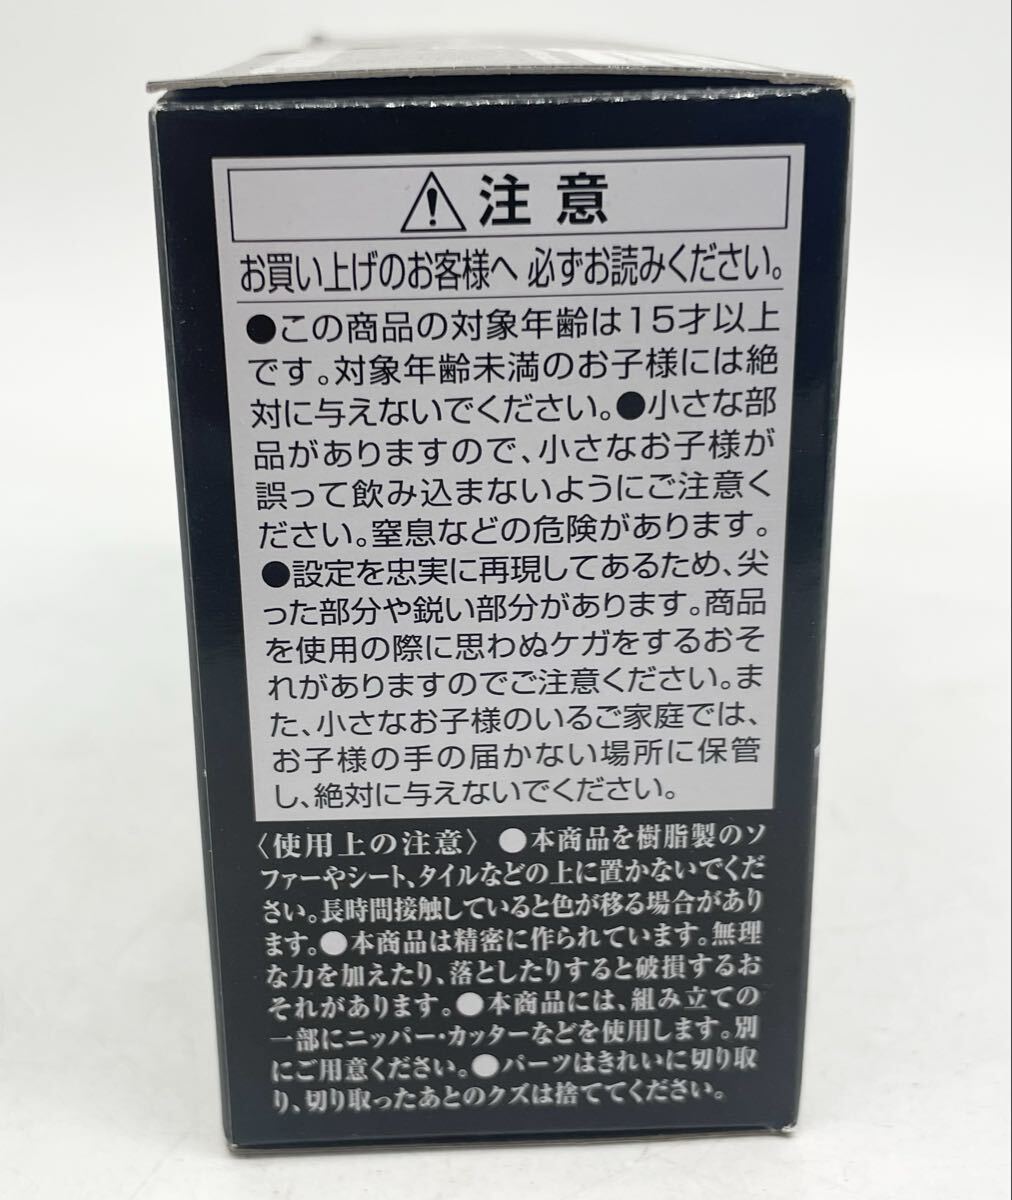 注意
お買い上げのお客様へ 必ずお読みください。
●この商品の対象年齢は15才以上
です。対象年齢未満のお子様には絶
対に与えないでください。●小さな部
品がありますので、小さなお子様が
誤って飲み込まないようにご注意く
ださい。窒息などの危険があります。
●設定を忠実に再現してあるため、尖
った部分や鋭い部分があります。商品
を使用の際に思わぬケガをするおそ
れがありますのでご注意ください。ま
た、小さなお子様のいるご家庭では、
お子様の手の届かない場所に保管
し、絶対に与えないでください。
〈使用上の注意〉●本商品を樹脂製のソ
ファーやシート、タイルなどの上に置かないでくだ
さい。長時間接触していると色が移る場合があり
ます。●本商品は精密に作られています。無理
な力を加えたり、落としたりすると破損するお
それがあります。●本商品には、組み立ての
一部にニッパー・カッターなどを使用します。別
にご用意ください。●パーツはきれいに切り取
り、切り取ったあとのクズは捨ててください。